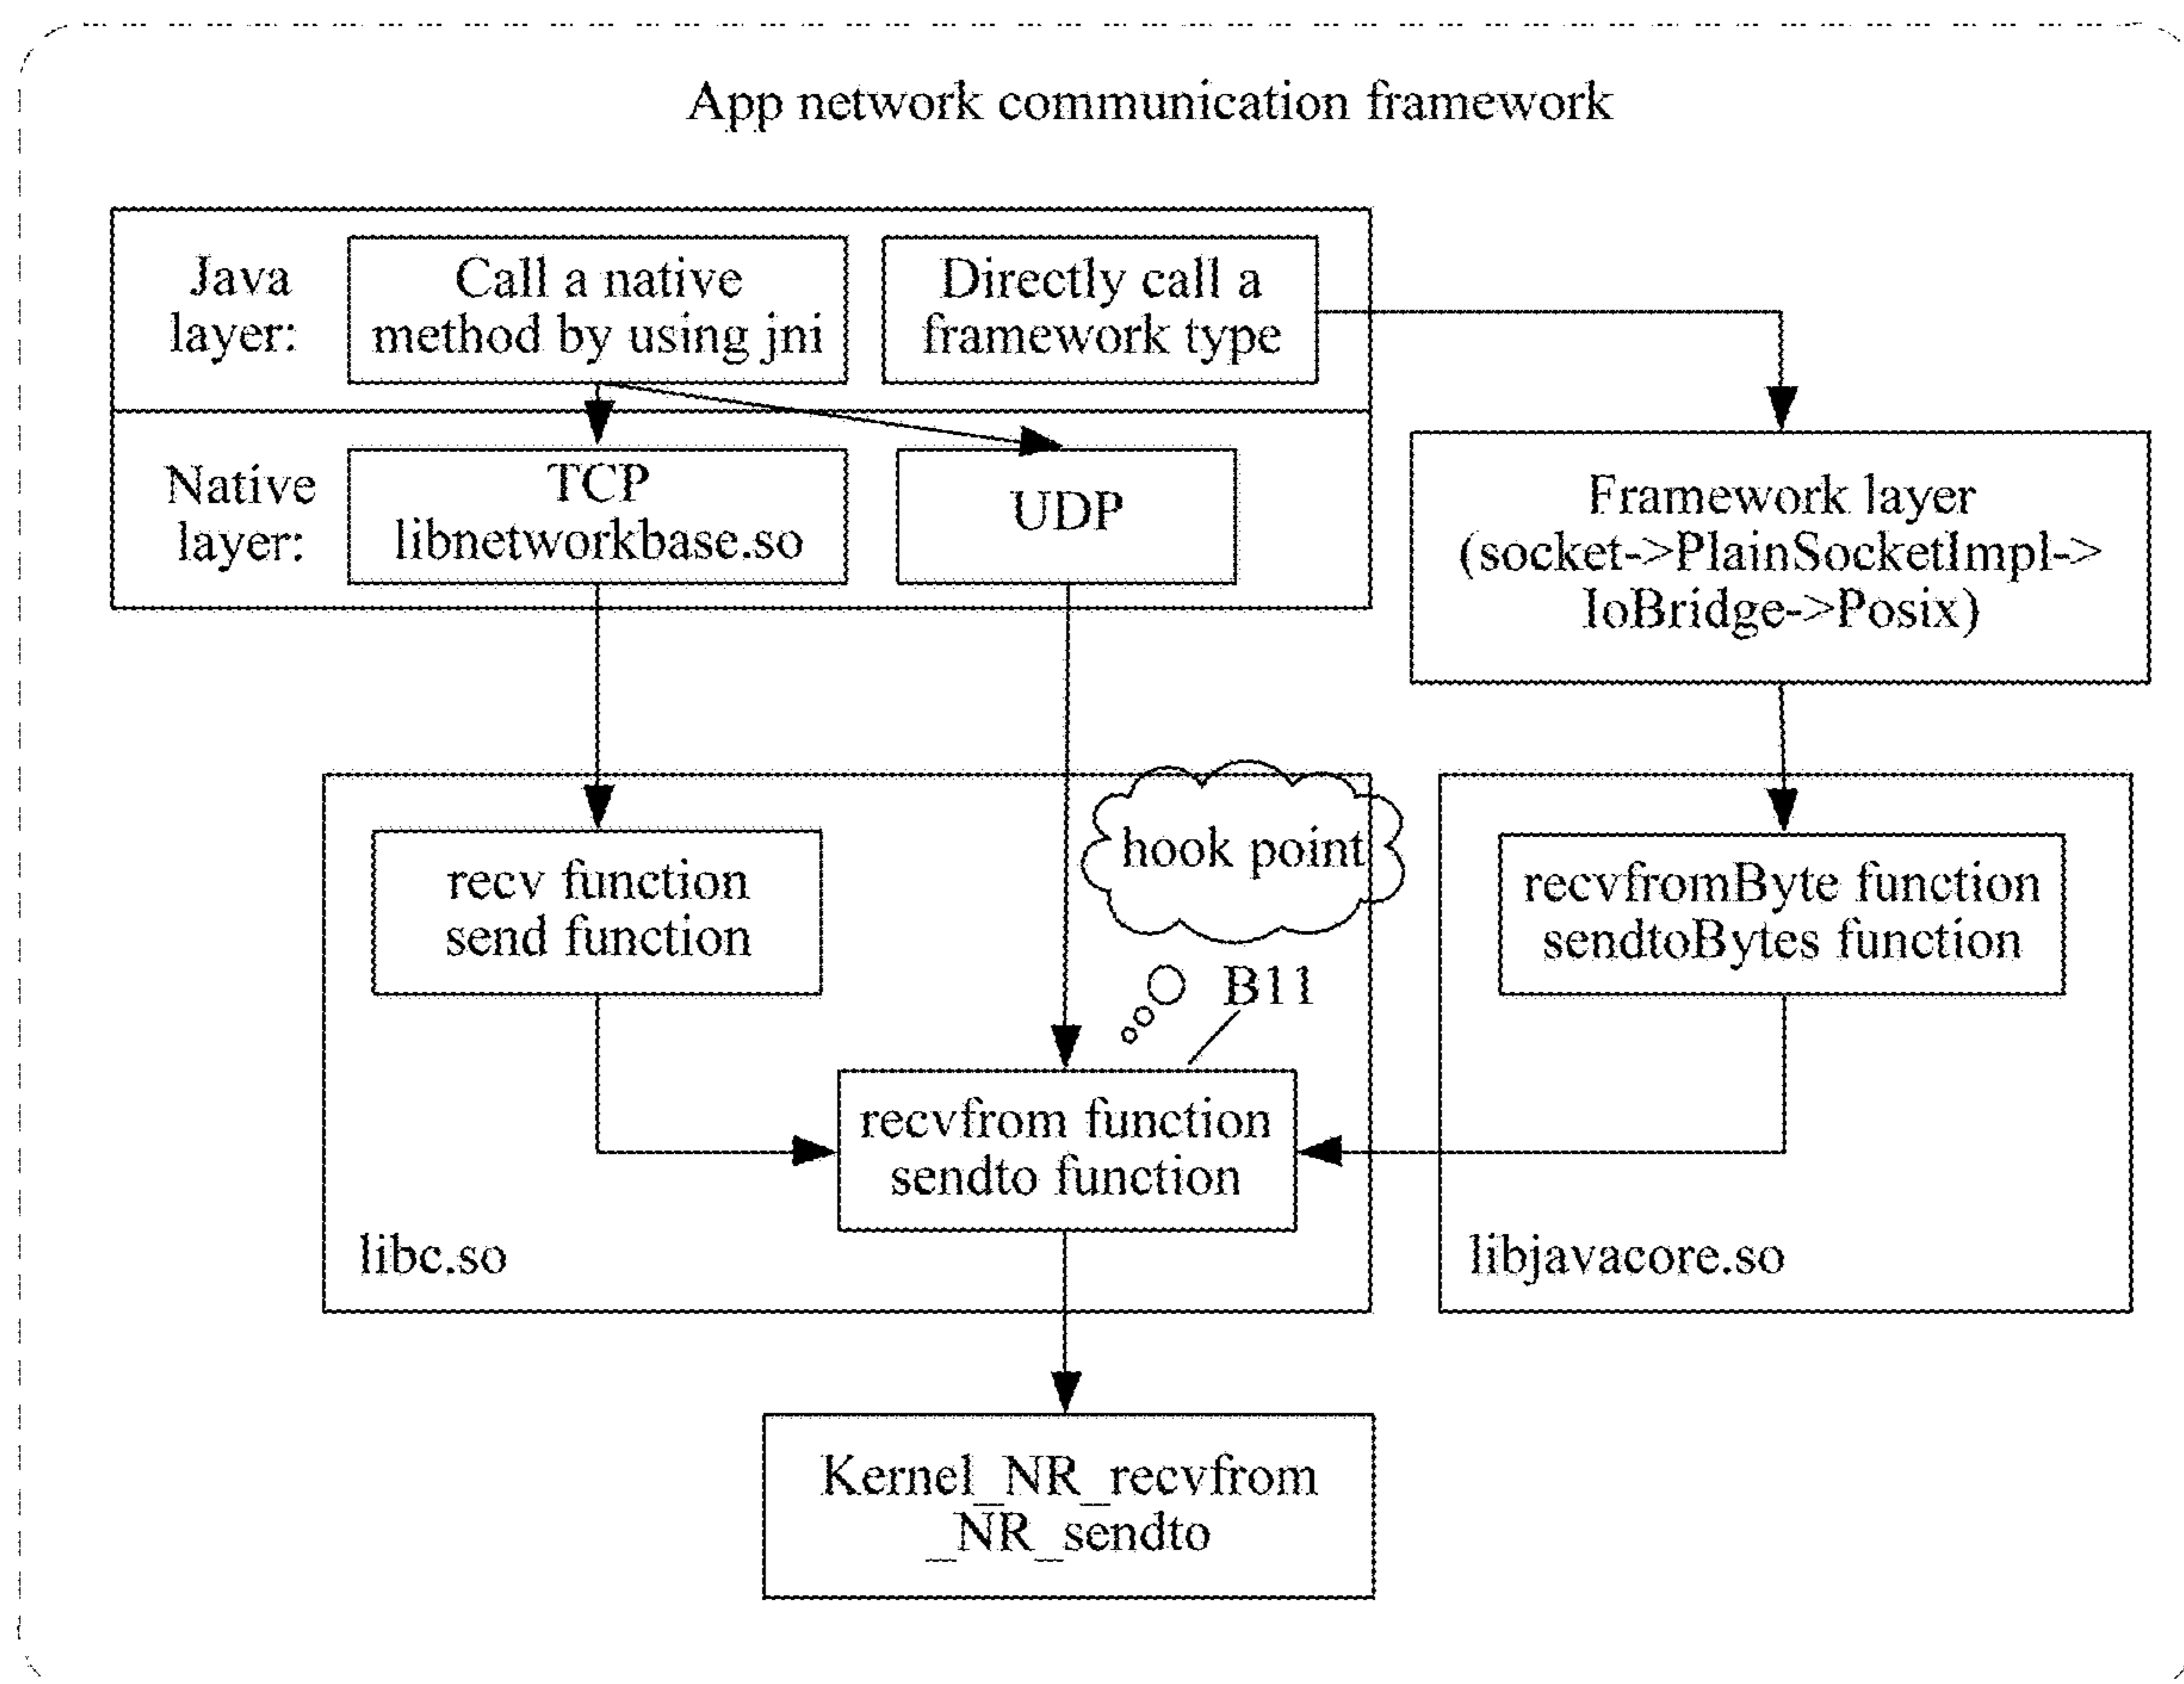 App network communication framework
Java
layer:
Call a native
method by using jni
Directly call a
framework type
Native
layer:
TCP
libnetworkbase.so
UDP
Framework layer
(socket->PlainSocketImpl->
IoBridge->Posix)
hook point
recv function
send function
recvfromByte function
sendtoBytes function
B11
recvfrom function
sendto function
libc.so
libjavacore.so
Kernel_NR_recvfrom
_NR_sendto